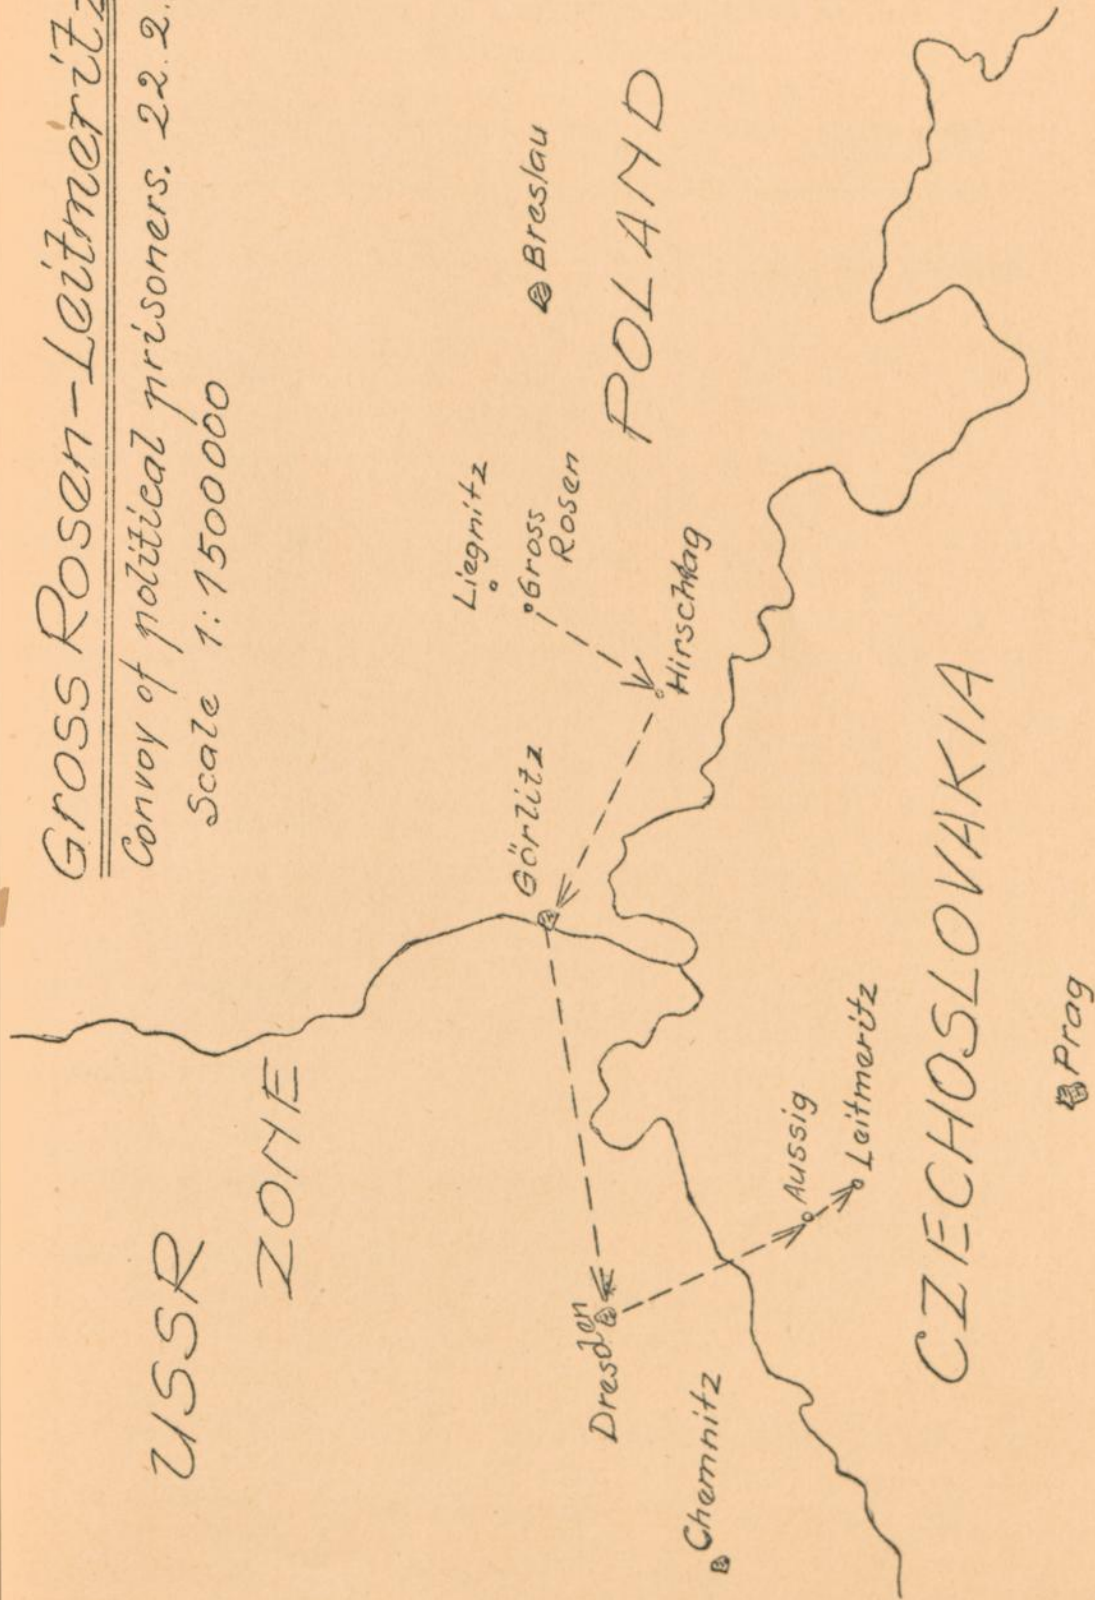 Gross Rosen-Leitmeritz
Convoy of political prisoners. 22.2.
Scale 1:1500000
USSR
ZONE
Liegnitz
Gross
Rosen
Breslau
POLAND
Görlitz
Hirschtag
Dresden
Chemnitz
Aussig
Leitmeritz
CZECHOSLOVAKIA
Prag